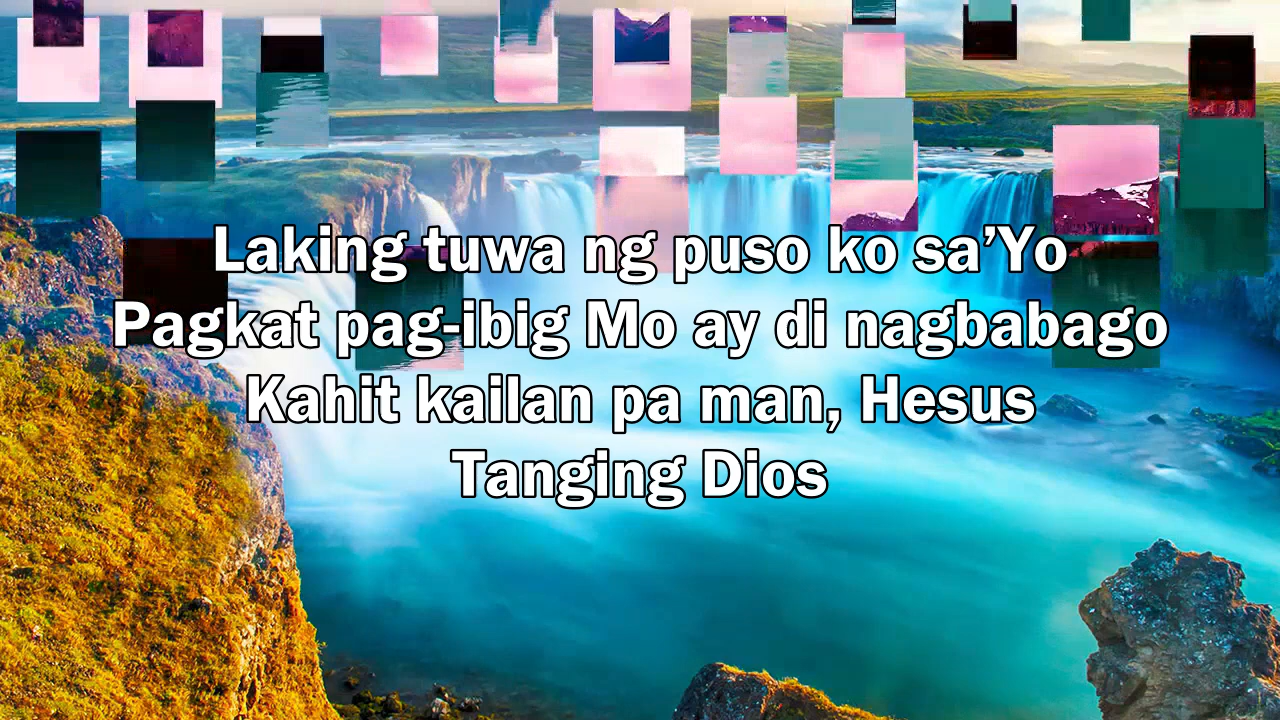 Laking tuwa ng puso ko sa’Yo
Pagkat pag-ibig Mo ay di nagbabago
Kahit kailan pa man, Hesus
Tanging Dios